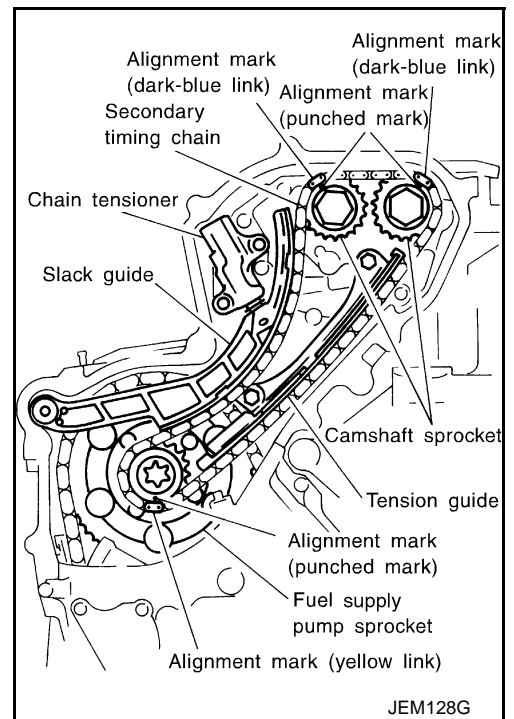 Alignment mark
(dark-blue link)
Alignment mark
(dark-blue link)
Alignment mark
(punched mark)
Secondary
timing chain
Chain tensioner
Slack guide
Camshaft sprocket
Tension guide
Alignment mark
(punched mark)
Fuel supply
pump sprocket
Alignment mark (yellow link)
JEM128G